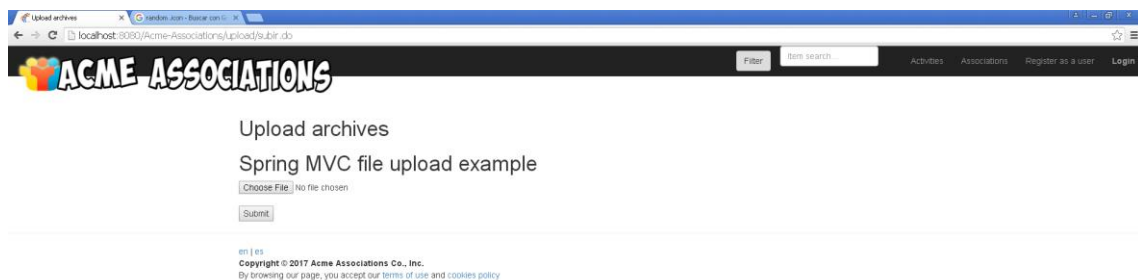 Upload archives
random .icon - Buscar con G
localhost:8080/Acme-Associations/upload/subir.do
ACME ASSOCIATIONS
Filter
Item search...
Activities
Associations
Register as a user
Login
Upload archives
Spring MVC file upload example
Choose File No file chosen
Submit
en | es
Copyright © 2017 Acme Associations Co., Inc.
By browsing our page, you accept our terms of use and cookies policy